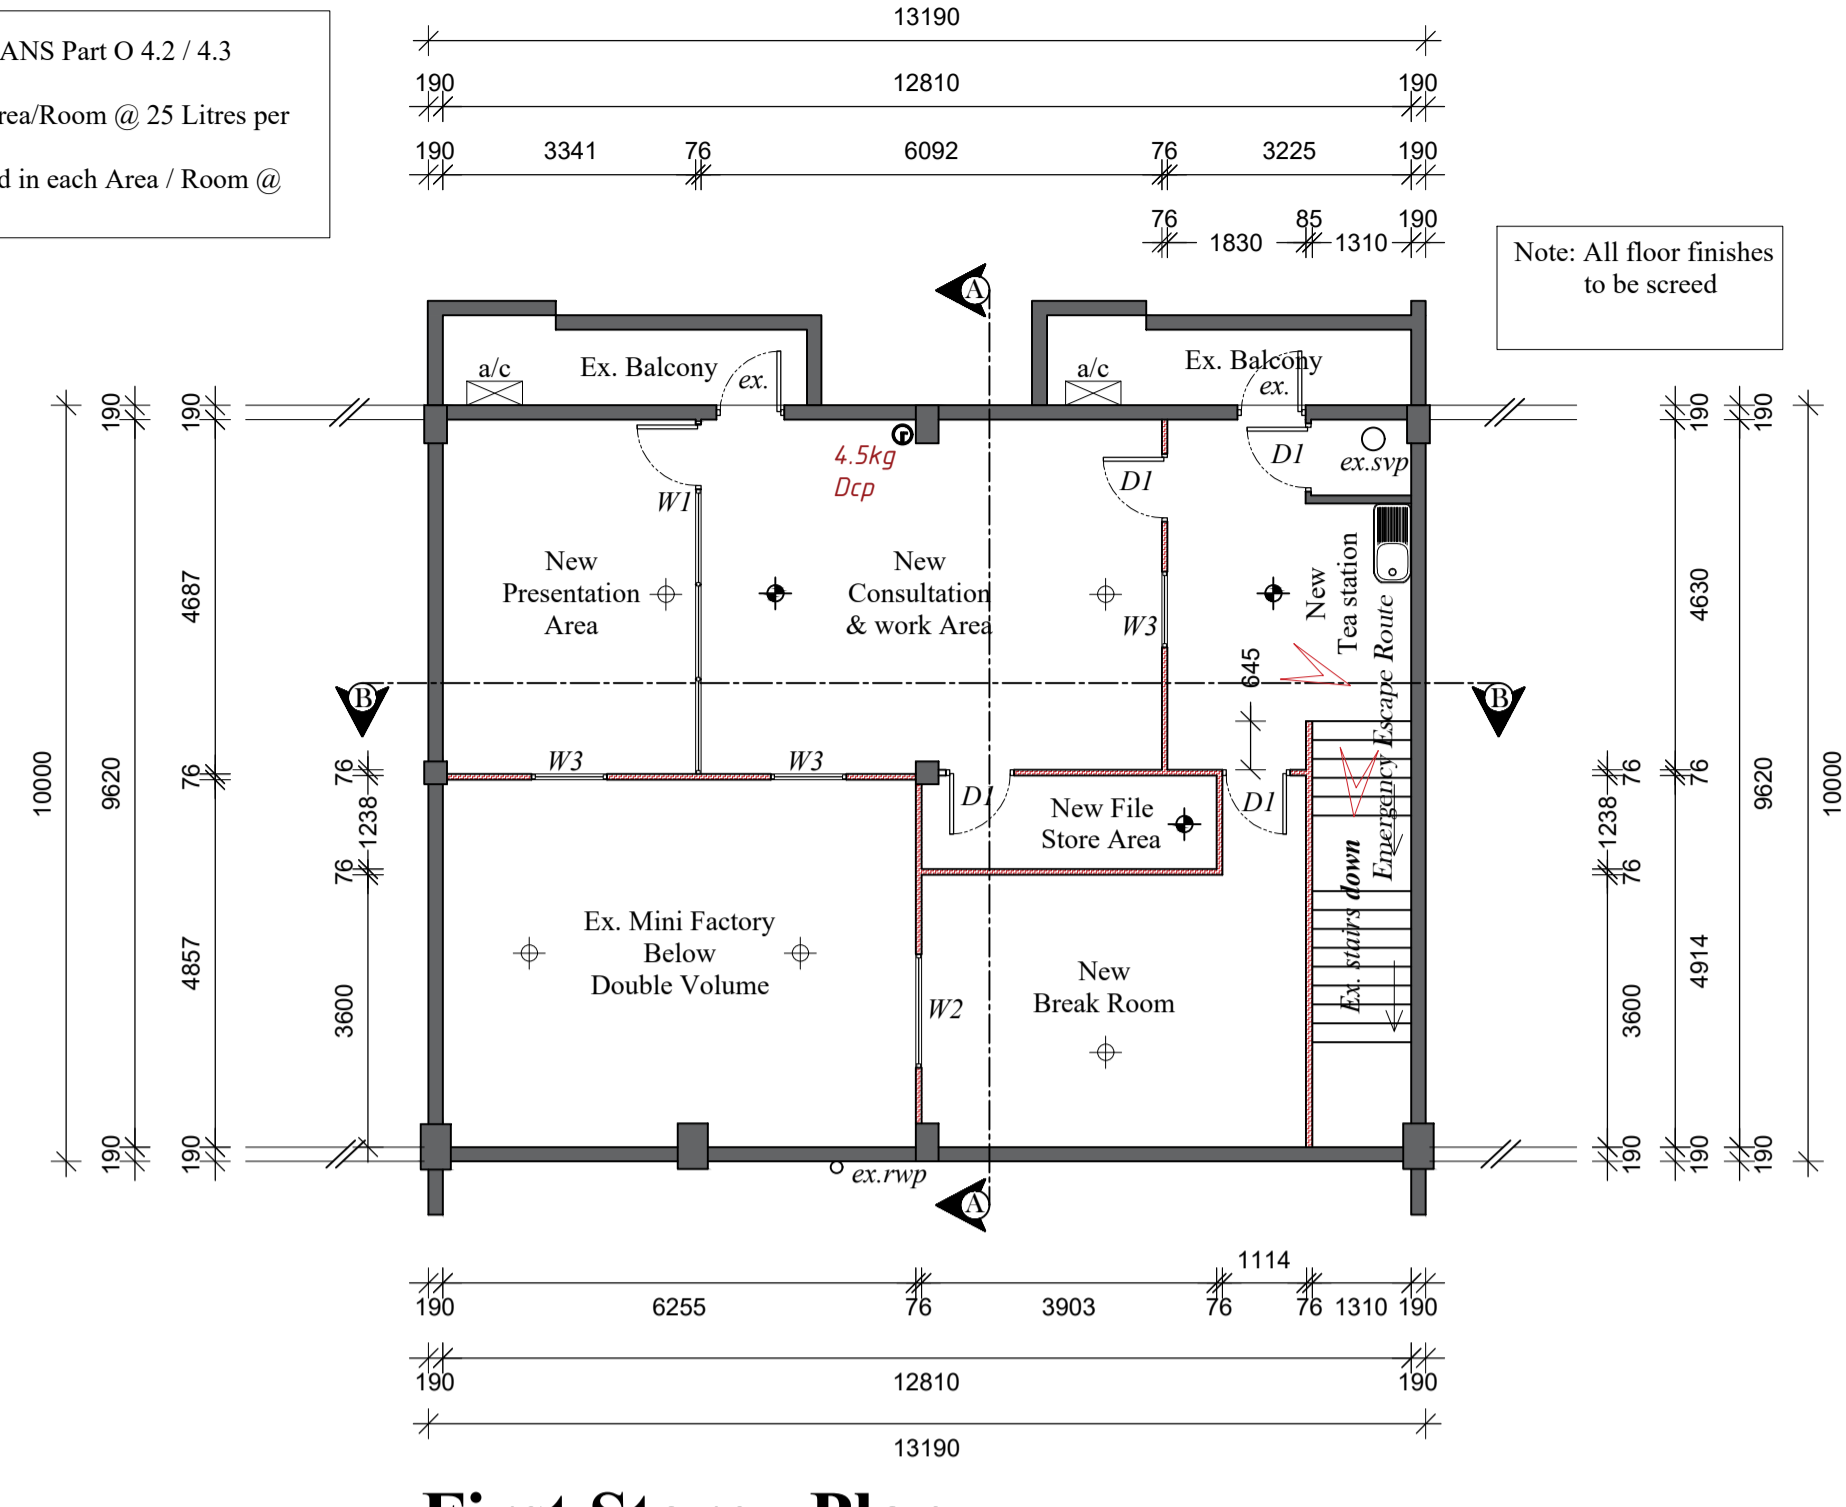 ANS Part O 4.2 / 4.3
rea/Room @ 25 Litres per
d in each Area / Room @
13190
190 12810 190
190 3341 76 6092 76 3225 190
76 1830 85 1310 190
Note: All floor finishes
to be screed
A
a/c
Ex. Balcony
ex.
a/c
Ex. Balcony
ex.
4.5kg
Dcp
W1
D1
D1
ex.svp
New
Presentation
Area
New
Consultation
& work Area
W3
New
Tea station
Emergency Escape Route
645
B
B
W3
W3
D1
New File
Store Area
D1
Ex. stairs down
Ex. Mini Factory
Below
Double Volume
W2
New
Break Room
ex.rwp
A
10000
190 9620 190
190 4687 76 4857 190
76 1238 76 3600
76 1238 76 3600 190
190 4630 76 4914 190
190 9620 190
10000
1114
190 6255 76 3903 76 76 1310 190
190 12810 190
13190
First Storey Plan